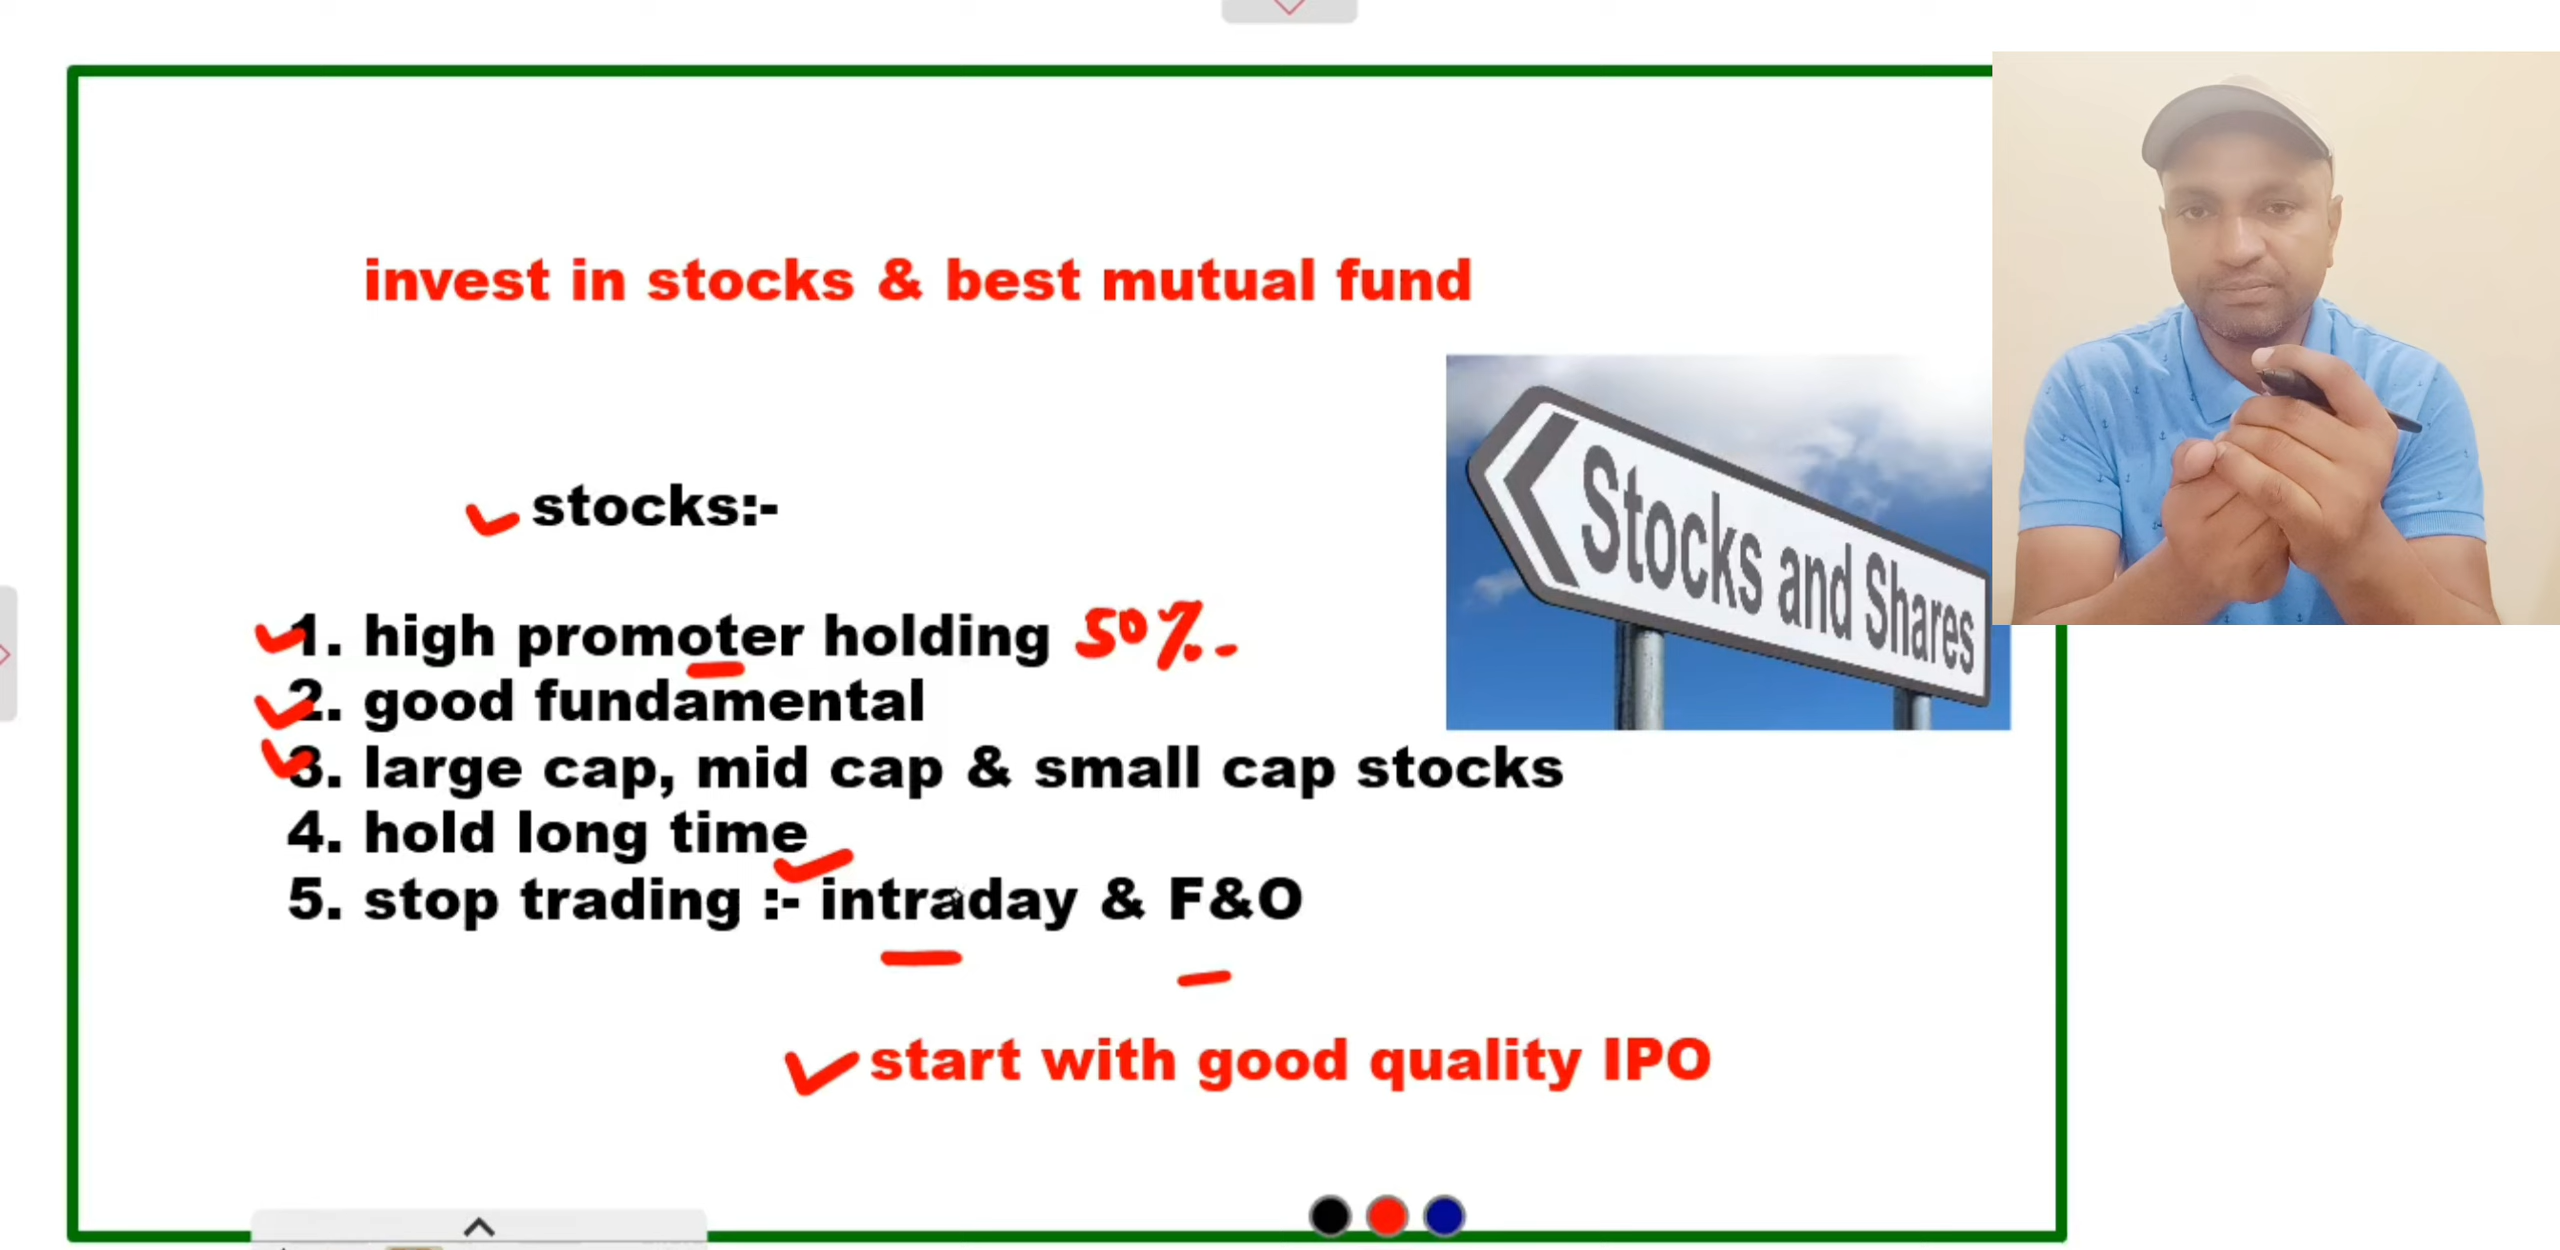 invest in stocks & best mutual fund
Stocks and Shares
stocks:-
1. high promoter holding 50%-
2. good fundamental
3. large cap, mid cap & small cap stocks
4. hold long time
5. stop trading :- intraday & F&O
start with good quality IPO